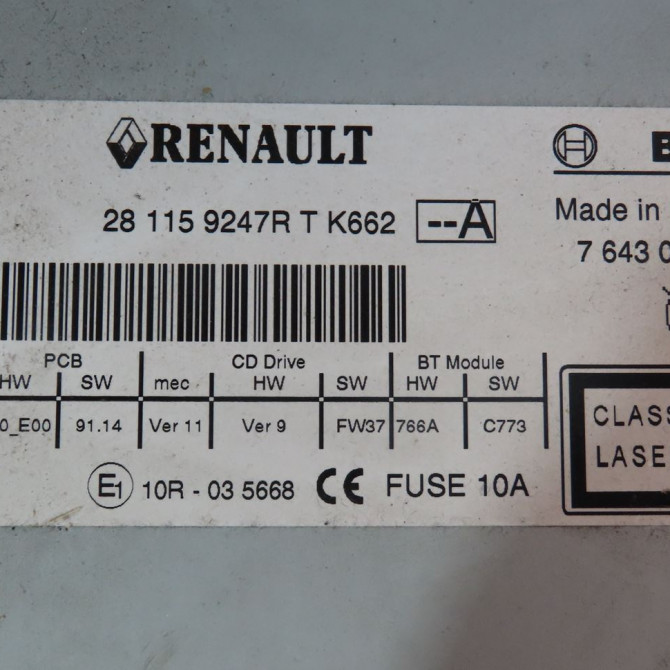 RENAULT
28 115 9247R T K662 --A
Made in
7 643 0
PCB CD Drive BT Module
HW SW mec HW SW HW SW
0_E00 91.14 Ver 11 Ver 9 FW37 766A C773
E1 10R - 03 5668 CE FUSE 10A
CLASS
LASE